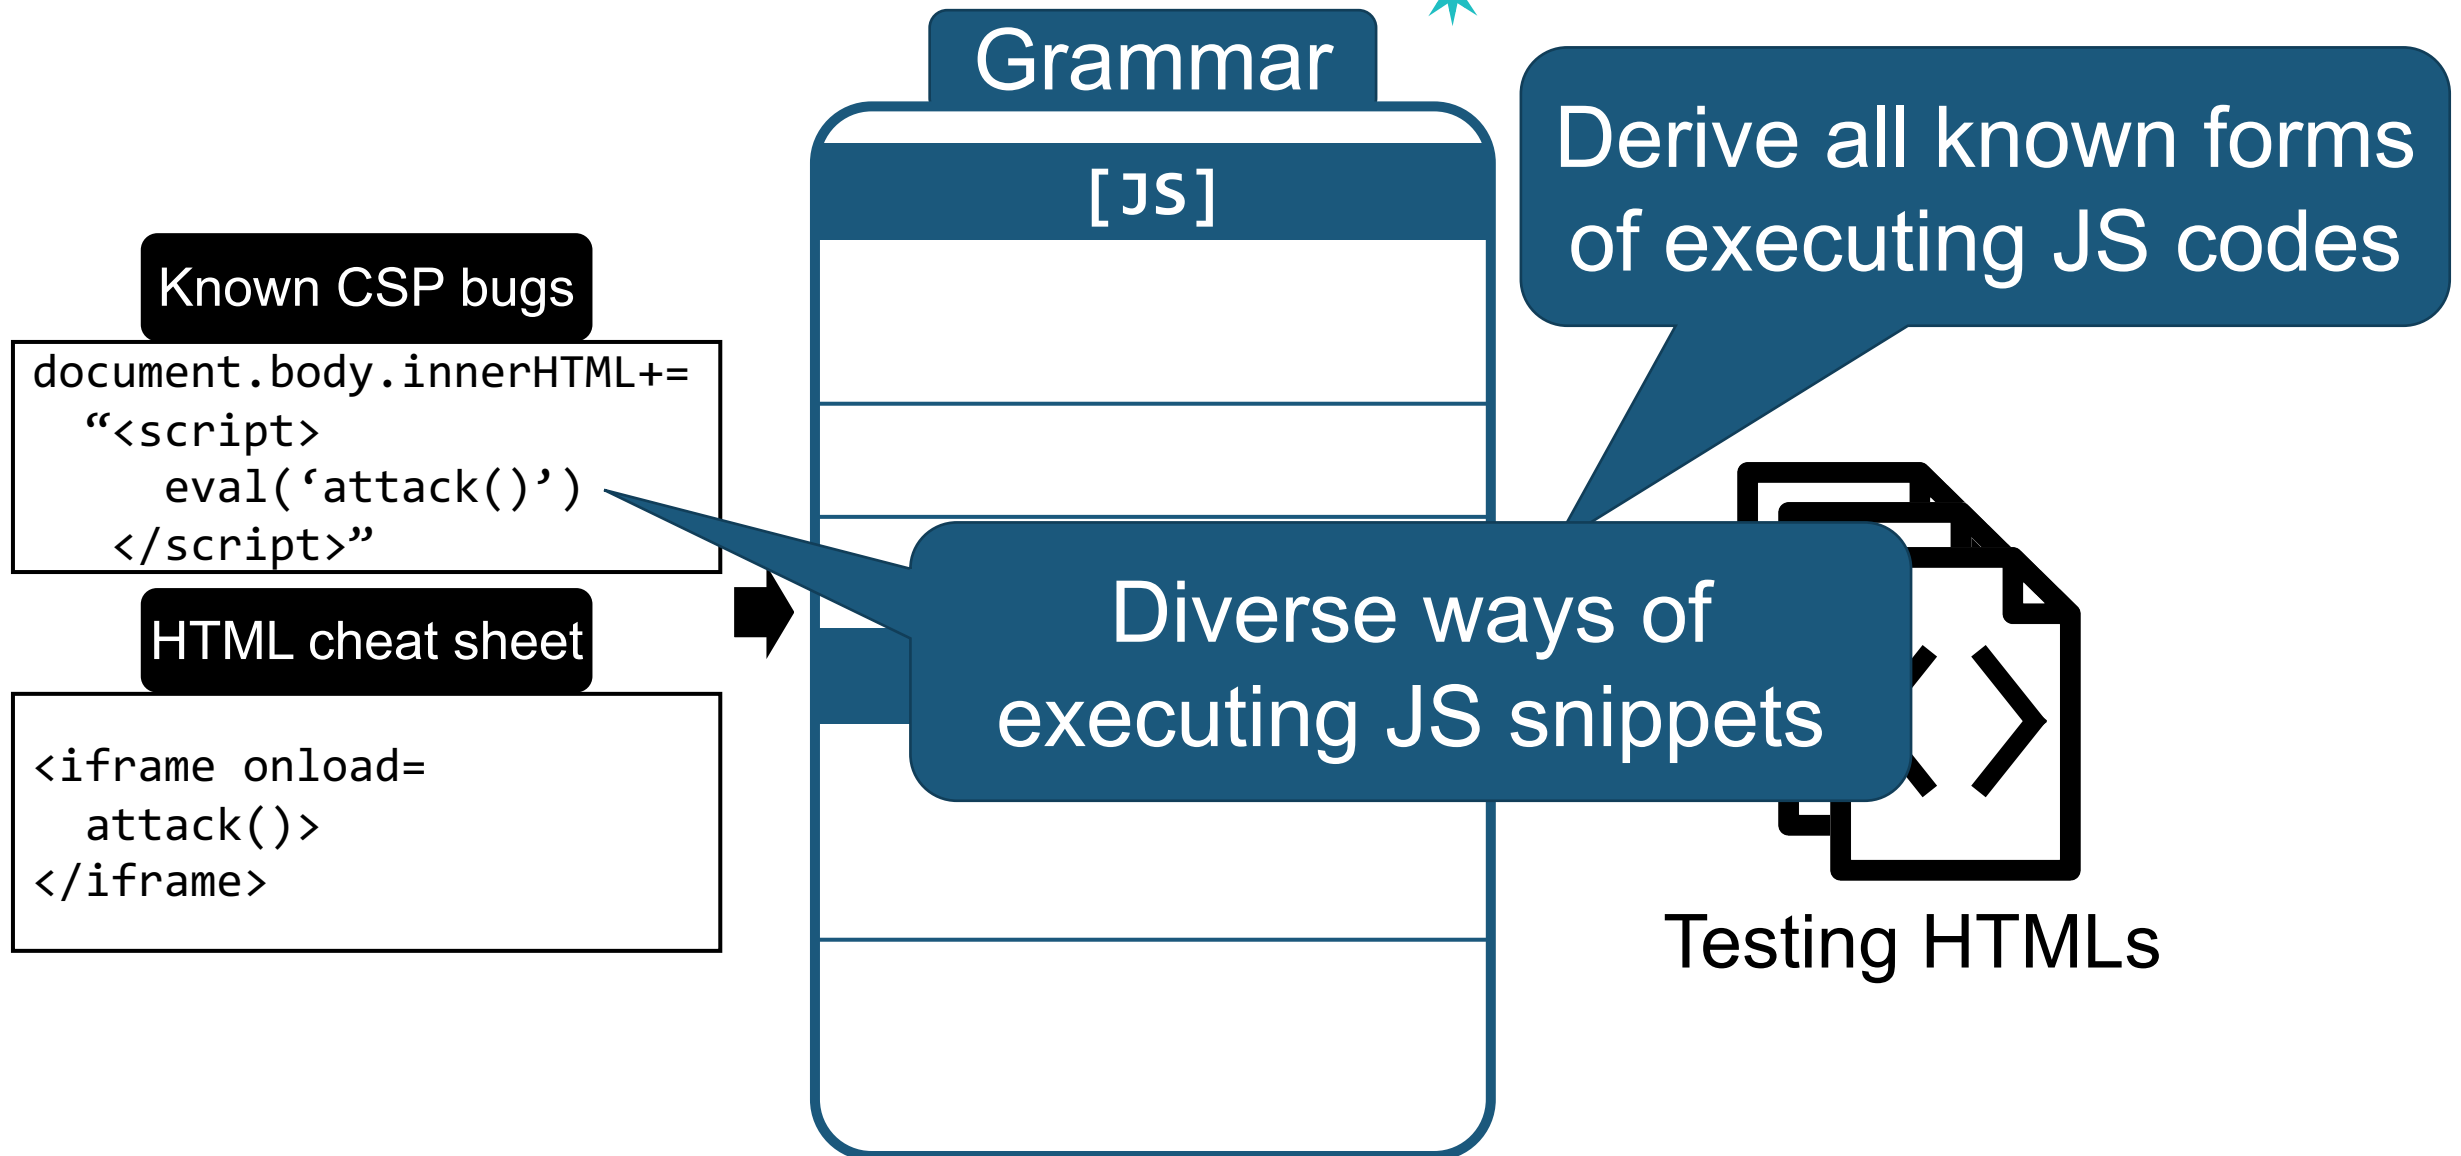 Grammar
[JS]
Derive all known forms
of executing JS codes
Known CSP bugs
document.body.innerHTML+=
“<script>
eval(‘attack()’)
</script>”
HTML cheat sheet
<iframe onload=
attack()>
</iframe>
Diverse ways of
executing JS snippets
Testing HTMLs